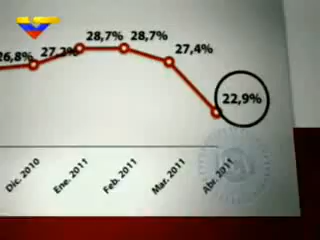 28,7% 28,7%
26,8% 27,2% 27,4%
22,9%
Dic. 2010 Ene. 2011 Feb. 2011 Mar. 2011 Abr. 2011